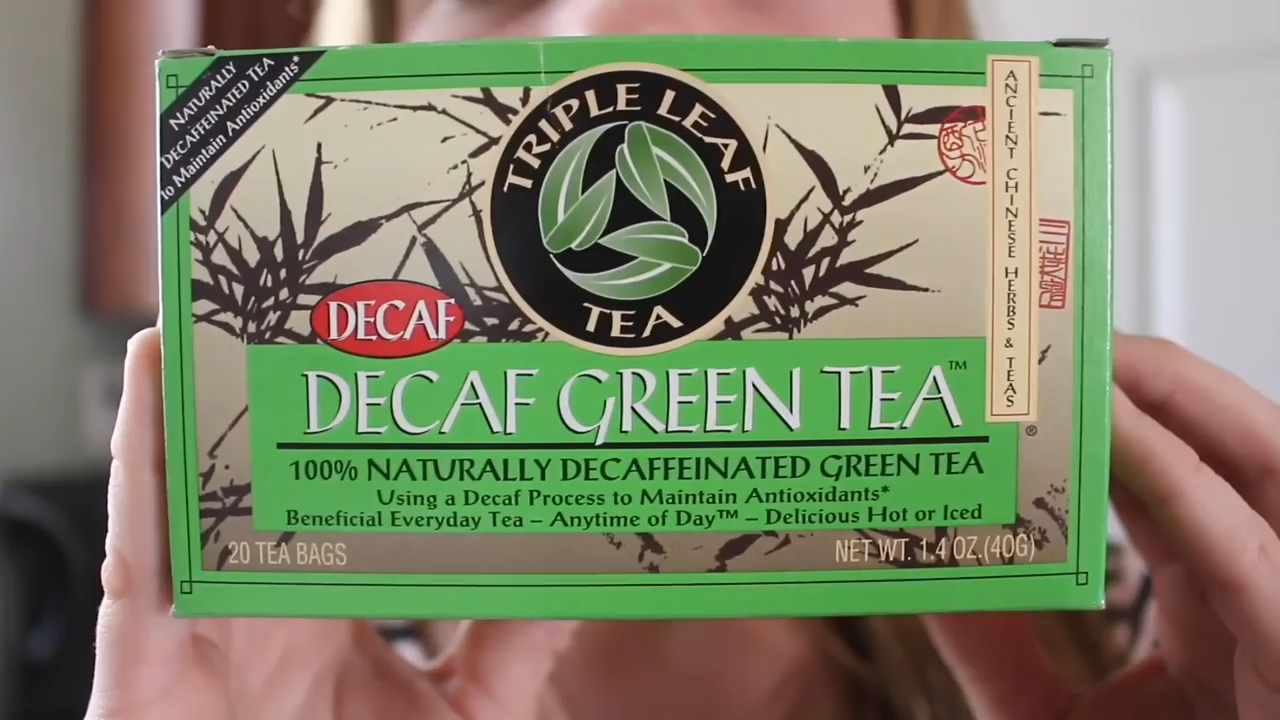 NATURALLY
DECAFFEINATED TEA
to Maintain Antioxidants*
TRIPLE LEAF
TEA
ANCIENT CHINESE HERBS & TEAS
®
DECAF
DECAF GREEN TEA™
100% NATURALLY DECAFFEINATED GREEN TEA
Using a Decaf Process to Maintain Antioxidants*
Beneficial Everyday Tea – Anytime of Day™ – Delicious Hot or Iced
20 TEA BAGS
NET WT. 1.4 OZ.(40G)